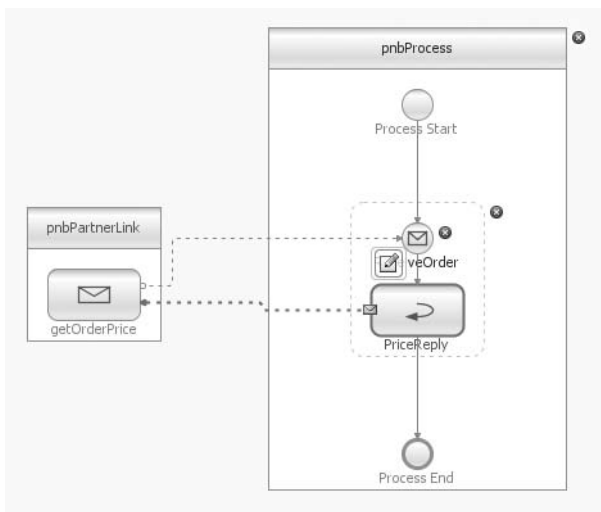 pnbProcess
Process Start
pnbPartnerLink
veOrder
getOrderPrice
PriceReply
Process End